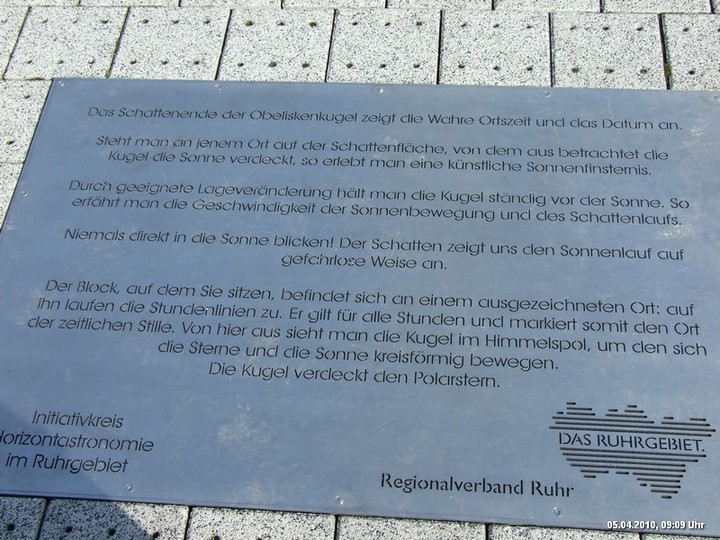 Das Schattenende der Obeliskenkugel zeigt die Wahre Ortszeit und das Datum an.
Steht man an jenem Ort auf der Schattenfläche, von dem aus betrachtet die
Kugel die Sonne verdeckt, so erlebt man eine künstliche Sonnenfinsternis.
Durch geeignete Lageveränderung hält man die Kugel ständig vor der Sonne. So
erfährt man die Geschwindigkeit der Sonnenbewegung und des Schattenlaufs.
Niemals direkt in die Sonne blicken! Der Schatten zeigt uns den Sonnenlauf auf
gefahrlose Weise an.
Der Block, auf dem Sie sitzen, befindet sich an einem ausgezeichneten Ort: auf
ihn laufen die Stundenlinien zu. Er gilt für alle Stunden und markiert somit den Ort
der zeitlichen Stille. Von hier aus sieht man die Kugel im Himmelspol, um den sich
die Sterne und die Sonne kreisförmig bewegen.
Die Kugel verdeckt den Polarstern.
Initiativkreis
Horizontastronomie
im Ruhrgebiet
DAS RUHRGEBIET.
Regionalverband Ruhr
05.04.2010, 09:09 Uhr